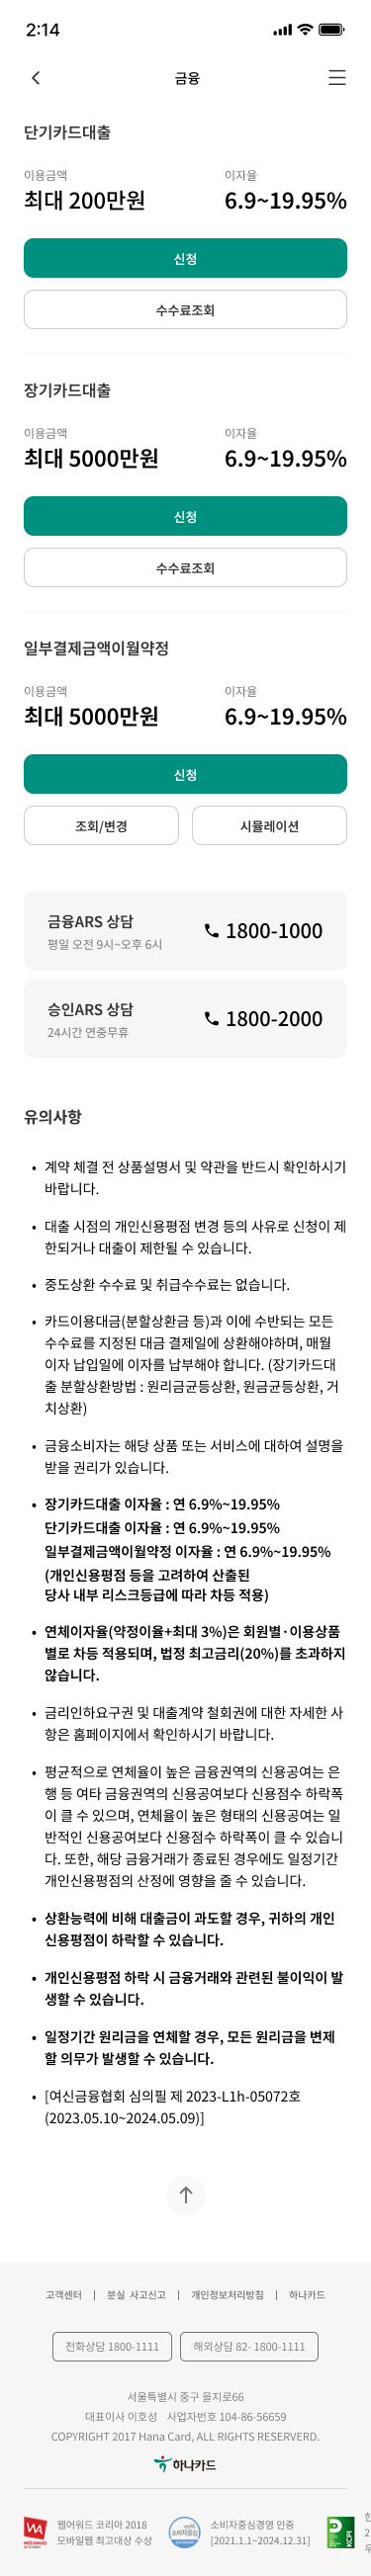 2:14
금융
단기카드대출
이용금액 이자율
최대 200만원 6.9~19.95%
신청
수수료조회
장기카드대출
이용금액 이자율
최대 5000만원 6.9~19.95%
신청
수수료조회
일부결제금액이월약정
이용금액 이자율
최대 5000만원 6.9~19.95%
신청
조회/변경 시뮬레이션
금융ARS 상담 1800-1000
평일 오전 9시~오후 6시
승인ARS 상담 1800-2000
24시간 연중무휴
유의사항
• 계약 체결 전 상품설명서 및 약관을 반드시 확인하시기
바랍니다.
• 대출 시점의 개인신용평점 변경 등의 사유로 신청이 제
한되거나 대출이 제한될 수 있습니다.
• 중도상환 수수료 및 취급수수료는 없습니다.
• 카드이용대금(분할상환금 등)과 이에 수반되는 모든
수수료를 지정된 대금 결제일에 상환해야하며, 매월
이자 납입일에 이자를 납부해야 합니다. (장기카드대
출 분할상환방법 : 원리금균등상환, 원금균등상환, 거
치상환)
• 금융소비자는 해당 상품 또는 서비스에 대하여 설명을
받을 권리가 있습니다.
• 장기카드대출 이자율 : 연 6.9%~19.95%
단기카드대출 이자율 : 연 6.9%~19.95%
일부결제금액이월약정 이자율 : 연 6.9%~19.95%
(개인신용평점 등을 고려하여 산출된
당사 내부 리스크등급에 따라 차등 적용)
• 연체이자율(약정이율+최대 3%)은 회원별·이용상품
별로 차등 적용되며, 법정 최고금리(20%)를 초과하지
않습니다.
• 금리인하요구권 및 대출계약 철회권에 대한 자세한 사
항은 홈페이지에서 확인하시기 바랍니다.
• 평균적으로 연체율이 높은 금융권역의 신용공여는 은
행 등 여타 금융권역의 신용공여보다 신용점수 하락폭
이 클 수 있으며, 연체율이 높은 형태의 신용공여는 일
반적인 신용공여보다 신용점수 하락폭이 클 수 있습니
다. 또한, 해당 금융거래가 종료된 경우에도 일정기간
개인신용평점의 산정에 영향을 줄 수 있습니다.
• 상환능력에 비해 대출금이 과도할 경우, 귀하의 개인
신용평점이 하락할 수 있습니다.
• 개인신용평점 하락 시 금융거래와 관련된 불이익이 발
생할 수 있습니다.
• 일정기간 원리금을 연체할 경우, 모든 원리금을 변제
할 의무가 발생할 수 있습니다.
• [여신금융협회 심의필 제 2023-L1h-05072호
(2023.05.10~2024.05.09)]
고객센터 | 분실 사고신고 | 개인정보처리방침 | 하나카드
전화상담 1800-1111 해외상담 82- 1800-1111
서울특별시 중구 을지로66
대표이사 이호성 사업자번호 104-86-56659
COPYRIGHT 2017 Hana Card, ALL RIGHTS RESERVERD.
하나카드
웹어워드 코리아 2018 소비자중심경영 인증
모바일웹 최고대상 수상 [2021.1.1~2024.12.31]